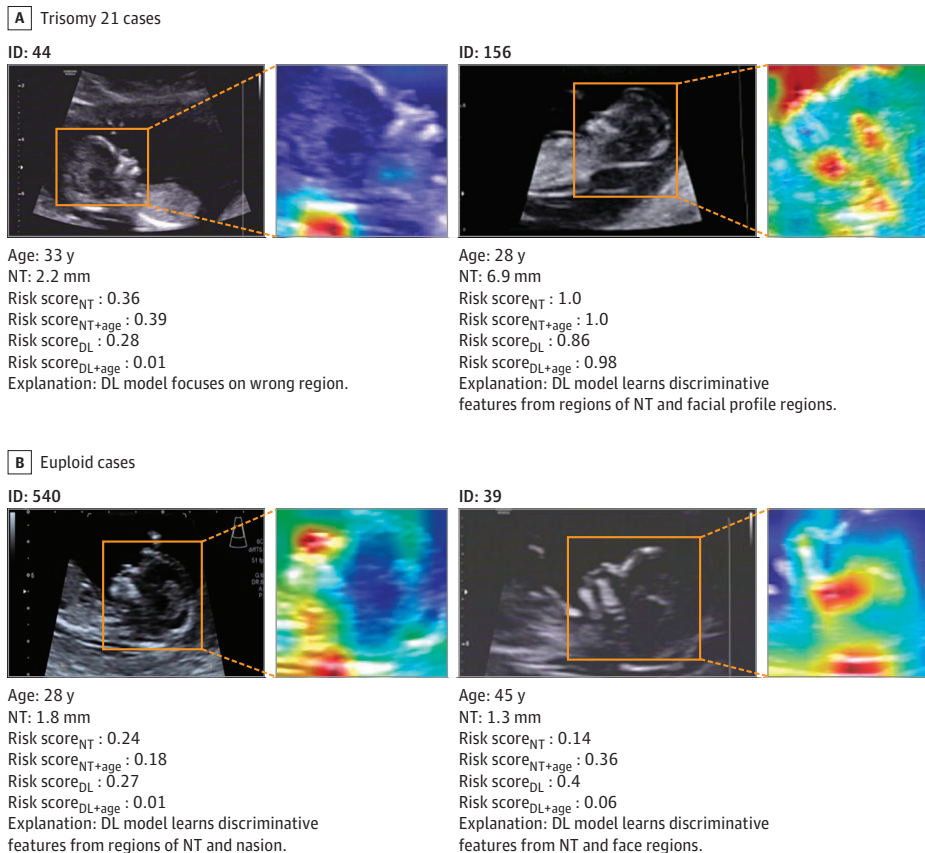 A Trisomy 21 cases
ID: 44
Age: 33 y
NT: 2.2 mm
Risk scoreNT : 0.36
Risk scoreNT+age : 0.39
Risk scoreDL : 0.28
Risk scoreDL+age : 0.01
Explanation: DL model focuses on wrong region.
ID: 156
Age: 28 y
NT: 6.9 mm
Risk scoreNT : 1.0
Risk scoreNT+age : 1.0
Risk scoreDL : 0.86
Risk scoreDL+age : 0.98
Explanation: DL model learns discriminative
features from regions of NT and facial profile regions.
B Euploid cases
ID: 540
Age: 28 y
NT: 1.8 mm
Risk scoreNT : 0.24
Risk scoreNT+age : 0.18
Risk scoreDL : 0.27
Risk scoreDL+age : 0.01
Explanation: DL model learns discriminative
features from regions of NT and nasion.
ID: 39
Age: 45 y
NT: 1.3 mm
Risk scoreNT : 0.14
Risk scoreNT+age : 0.36
Risk scoreDL : 0.4
Risk scoreDL+age : 0.06
Explanation: DL model learns discriminative
features from NT and face regions.